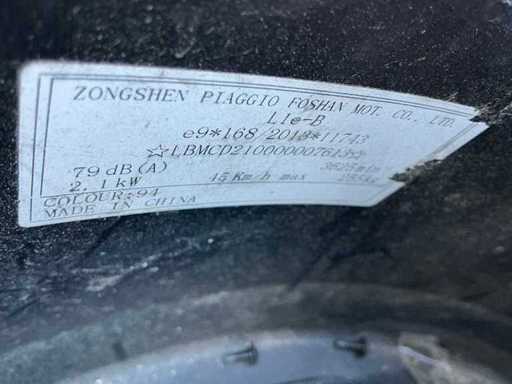 ZONGSHEN PIAGGIO FOSHAN MOT. CO., LTD.
L1e-B
e9*168/2013*11743
79 dB(A)
2.1 kW 45 Km/h max
COLOUR:94
MADE IN CHINA